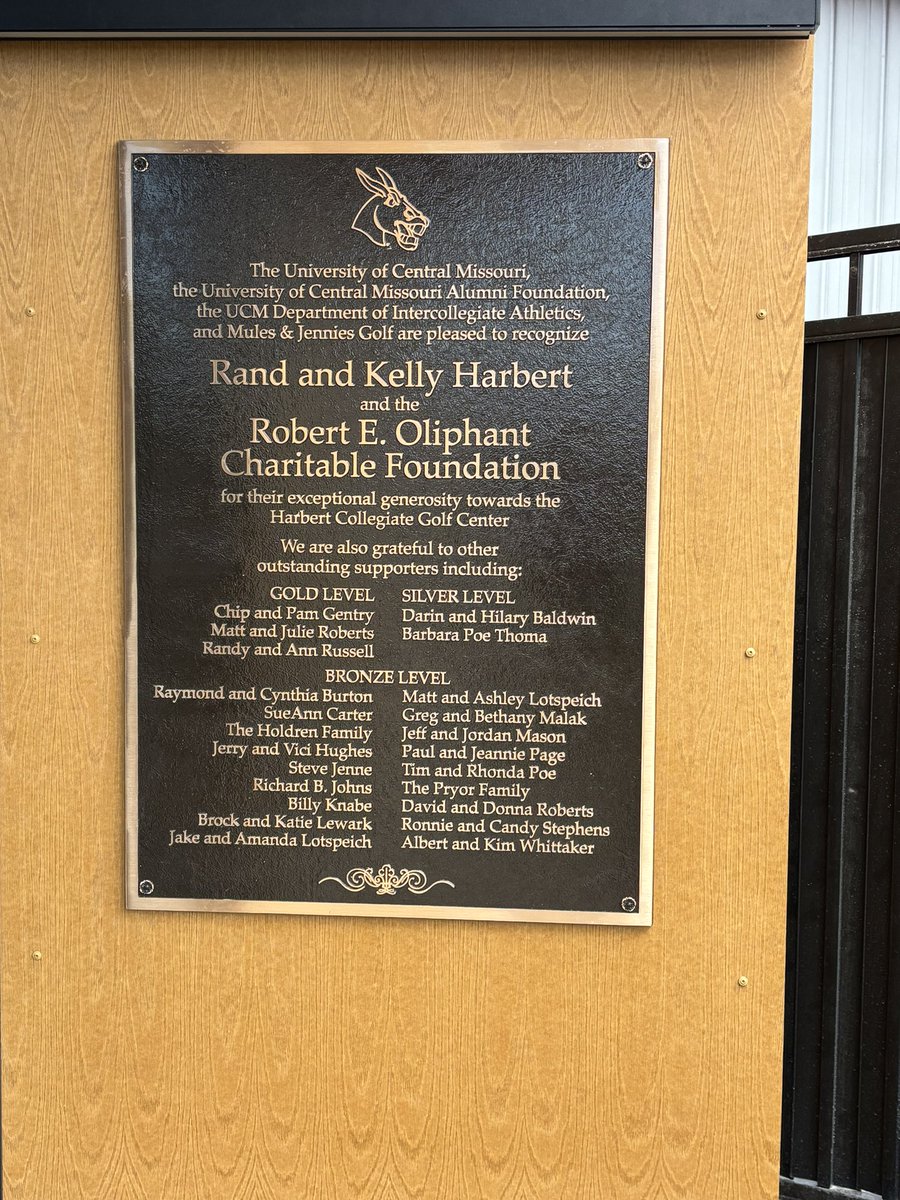 The University of Central Missouri,
the University of Central Missouri Alumni Foundation,
the UCM Department of Intercollegiate Athletics,
and Mules & Jennies Golf are pleased to recognize
Rand and Kelly Harbert
and the
Robert E. Oliphant
Charitable Foundation
for their exceptional generosity towards the
Harbert Collegiate Golf Center
We are also grateful to other
outstanding supporters including:
GOLD LEVEL
Chip and Pam Gentry
Matt and Julie Roberts
Randy and Ann Russell
SILVER LEVEL
Darin and Hilary Baldwin
Barbara Poe Thoma
BRONZE LEVEL
Raymond and Cynthia Burton
SueAnn Carter
The Holdren Family
Jerry and Vici Hughes
Steve Jenne
Richard B. Johns
Billy Knabe
Brock and Katie Lewark
Jake and Amanda Lotspeich
Matt and Ashley Lotspeich
Greg and Bethany Malak
Jeff and Jordan Mason
Paul and Jeannie Page
Tim and Rhonda Poe
The Pryor Family
David and Donna Roberts
Ronnie and Candy Stephens
Albert and Kim Whittaker